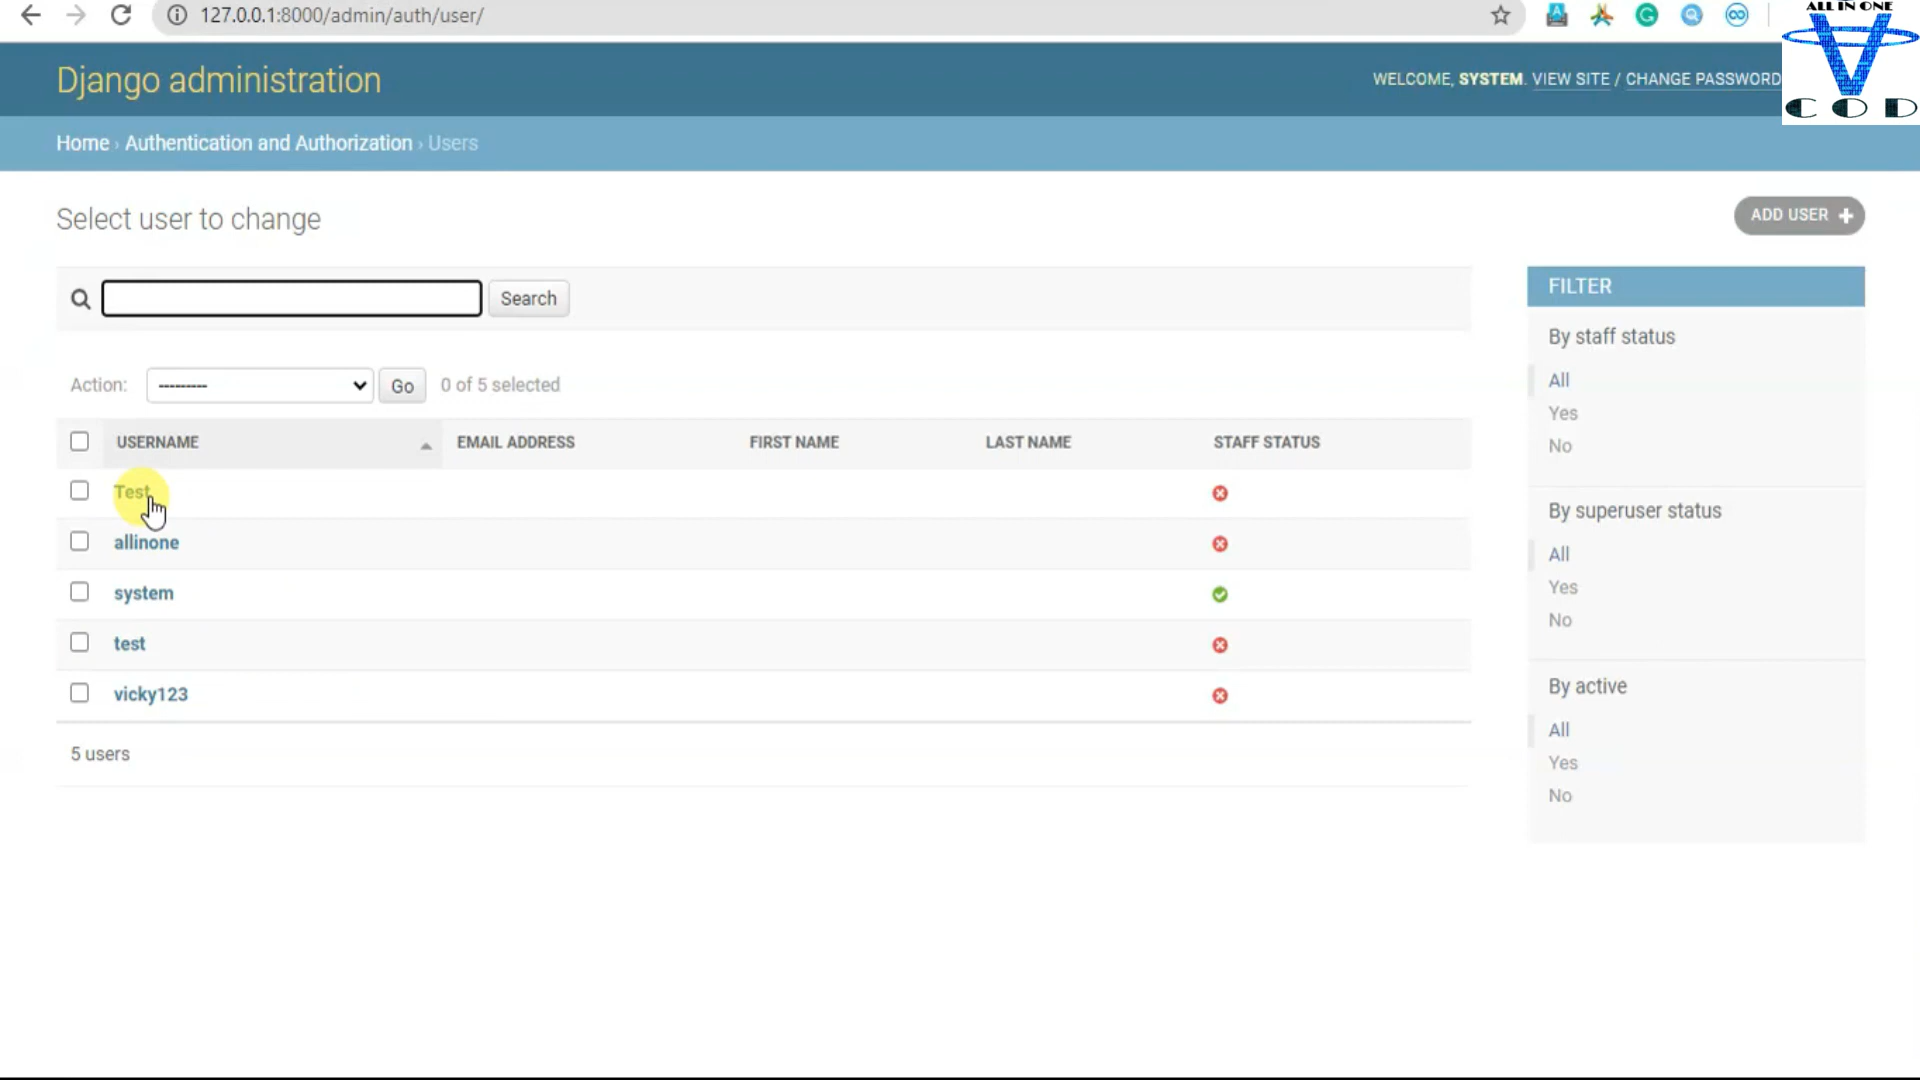 127.0.0.1:8000/admin/auth/user/
ALL IN ONE
COD
Django administration
WELCOME, SYSTEM. VIEW SITE / CHANGE PASSWORD
Home › Authentication and Authorization › Users
Select user to change
ADD USER +
Search
Action: --------- Go 0 of 5 selected
USERNAME EMAIL ADDRESS FIRST NAME LAST NAME STAFF STATUS
Test
allinone
system
test
vicky123
5 users
FILTER
By staff status
All
Yes
No
By superuser status
All
Yes
No
By active
All
Yes
No